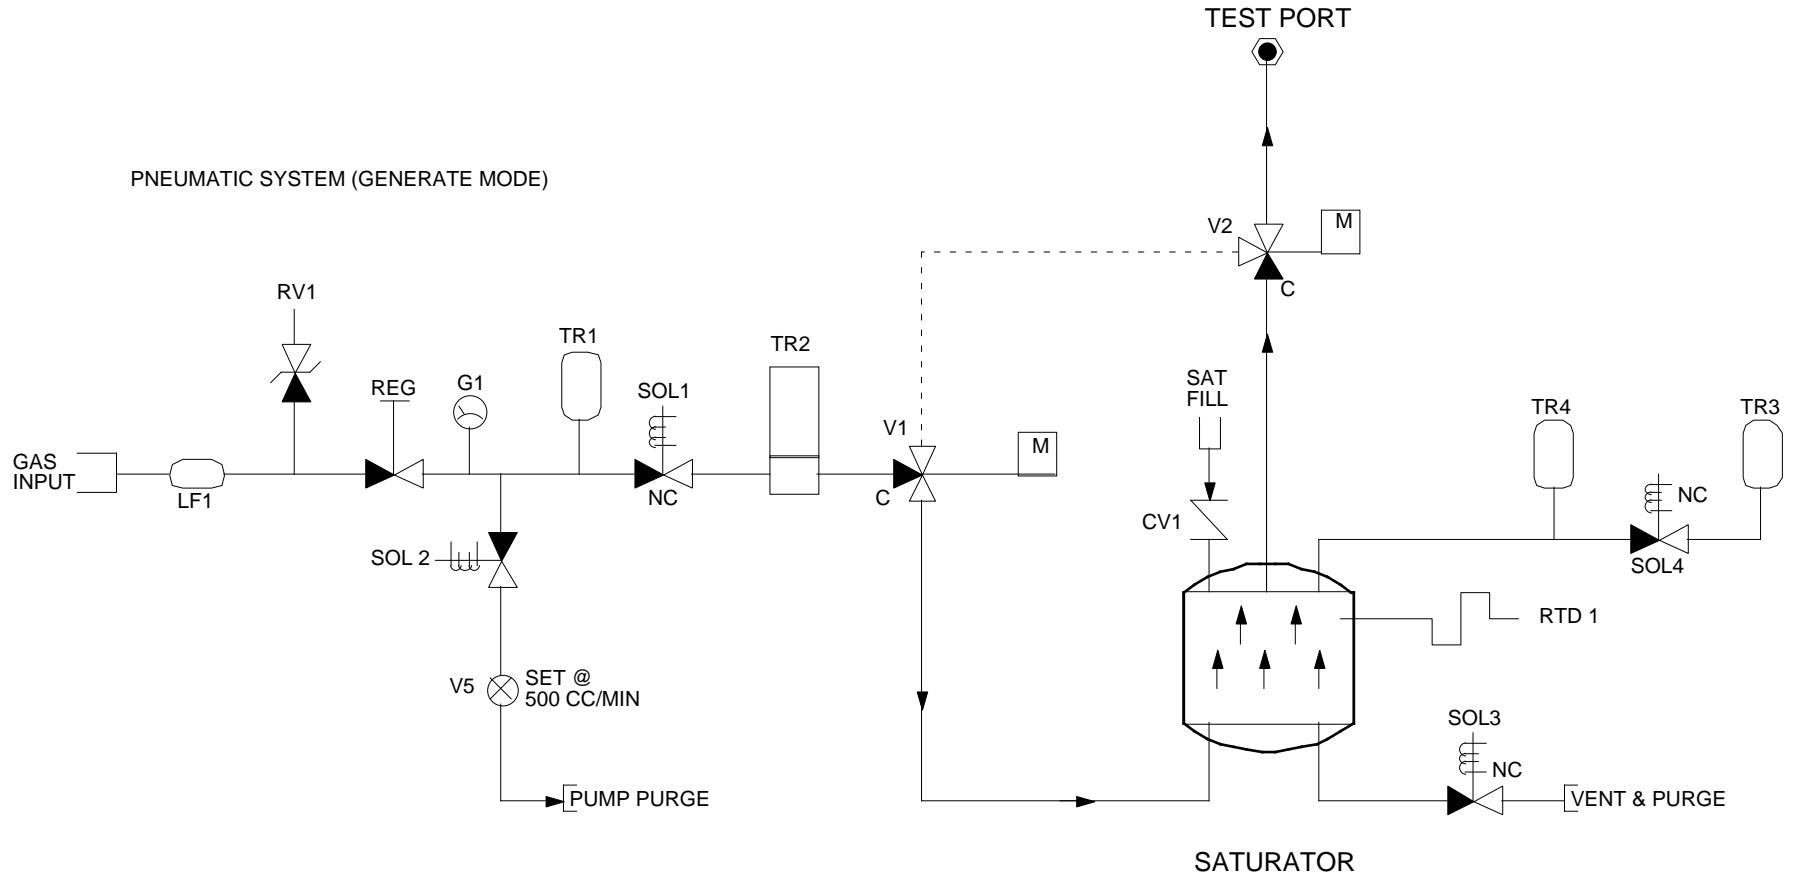 TEST PORT
PNEUMATIC SYSTEM (GENERATE MODE)
V2
M
C
RV1
TR1
TR2
REG
G1
SOL1
SAT
FILL
TR4
TR3
V1
M
GAS
INPUT
LF1
NC
C
CV1
NC
SOL 2
SOL4
RTD 1
V5
SET @
500 CC/MIN
SOL3
NC
PUMP PURGE
VENT & PURGE
SATURATOR